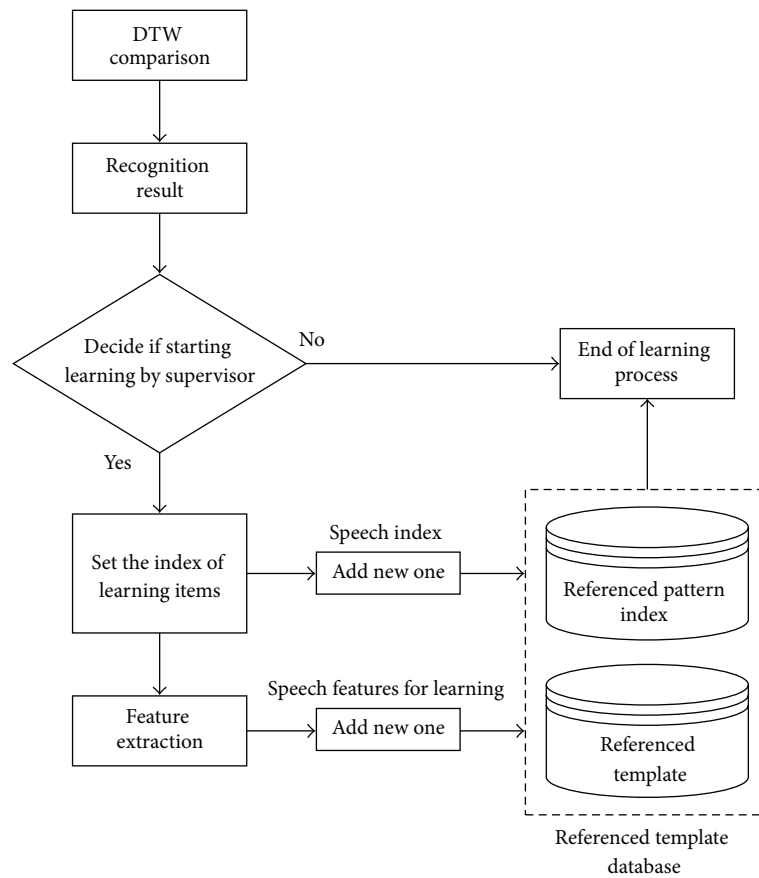 DTW
comparison
Recognition
result
Decide if starting
learning by supervisor
No
End of learning
process
Yes
Set the index of
learning items
Speech index
Add new one
Referenced pattern
index
Feature
extraction
Speech features for learning
Add new one
Referenced
template
Referenced template
database